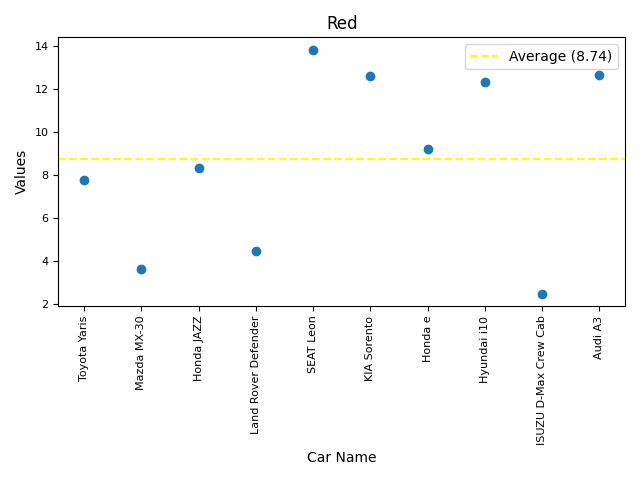 Red
Average (8.74)
Values
14
12
10
8
6
4
2
Toyota Yaris
Mazda MX-30
Honda JAZZ
Land Rover Defender
SEAT Leon
KIA Sorento
Honda e
Hyundai i10
ISUZU D-Max Crew Cab
Audi A3
Car Name